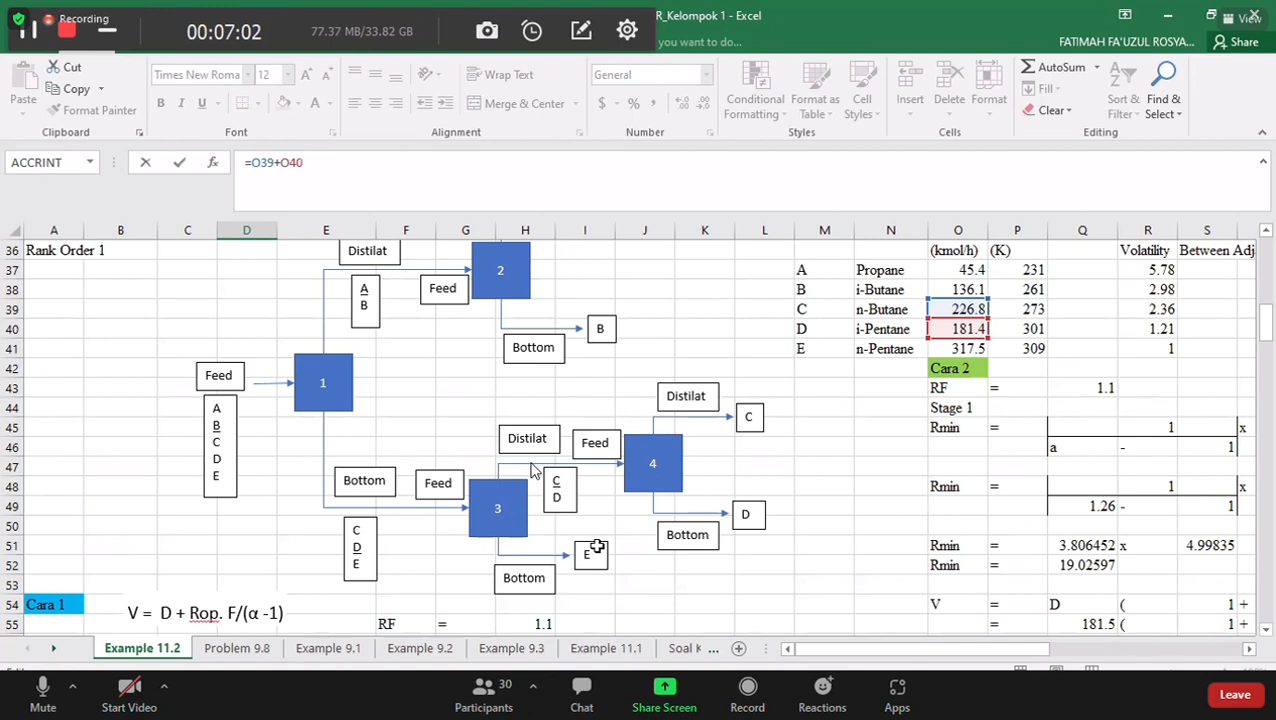 Recording
00:07:02
77.37 MB/33.82 GB
R_Kelompok 1 - Excel
View
you want to do...
FATIMAH FA'UZUL ROSYA...
Share
Paste
Cut
Copy
Format Painter
Clipboard
Times New Roma
12
B I U
Font
Wrap Text
Merge & Center
Alignment
General
$ % ,
Number
Conditional Formatting
Format as Table
Cell Styles
Styles
Insert
Delete
Format
Cells
AutoSum
Fill
Clear
Sort & Filter
Find & Select
Editing
ACCRINT
fx
=O39+O40
A B C D E F G H I J K L M N O P Q R S
36 Rank Order 1 (kmol/h) (K) Volatility Between Adj
37 A Propane 45.4 231 5.78
38 B i-Butane 136.1 261 2.98
39 C n-Butane 226.8 273 2.36
40 D i-Pentane 181.4 301 1.21
41 E n-Pentane 317.5 309 1
42 Cara 2
43 RF = 1.1
44 Stage 1
45 Rmin = 1 x
46 a - 1
47
48 Rmin = 1 x
49 1.26 - 1
50
51 Rmin = 3.806452 x 4.99835
52 Rmin = 19.02597
53
54 Cara 1 V = D ( 1 +
55 RF = 1.1 = 181.5 ( 1 +
V = D + Rop. F/(α -1)
Distilat
2
A
B
Feed
B
Bottom
Feed
1
A
B
C
D
E
Distilat
C
Distilat
Feed
4
Bottom
Feed
3
C
D
D
Bottom
C
D
E
E
Bottom
Example 11.2
Problem 9.8
Example 9.1
Example 9.2
Example 9.3
Example 11.1
Soal K
...
Mute
Start Video
30
Participants
Chat
Share Screen
Record
Reactions
Apps
Leave